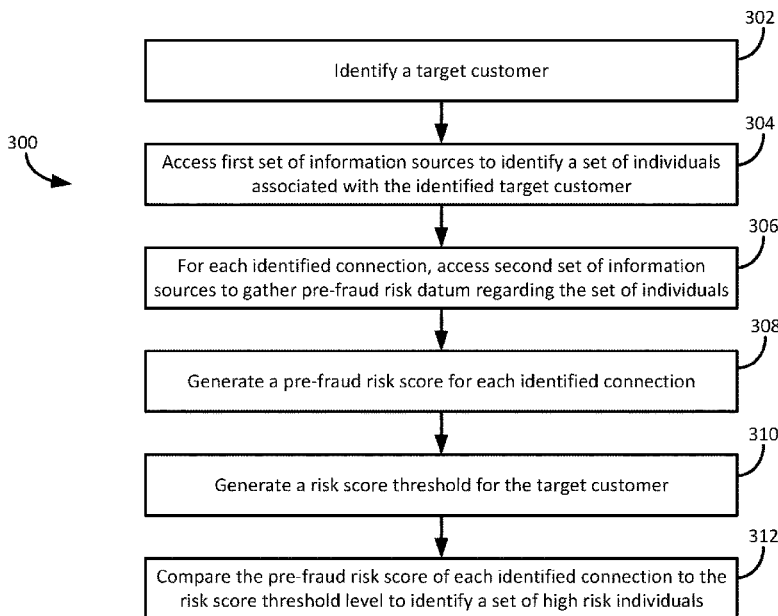 302
Identify a target customer
304
300
Access first set of information sources to identify a set of individuals
associated with the identified target customer
306
For each identified connection, access second set of information
sources to gather pre-fraud risk datum regarding the set of individuals
308
Generate a pre-fraud risk score for each identified connection
310
Generate a risk score threshold for the target customer
312
Compare the pre-fraud risk score of each identified connection to the
risk score threshold level to identify a set of high risk individuals